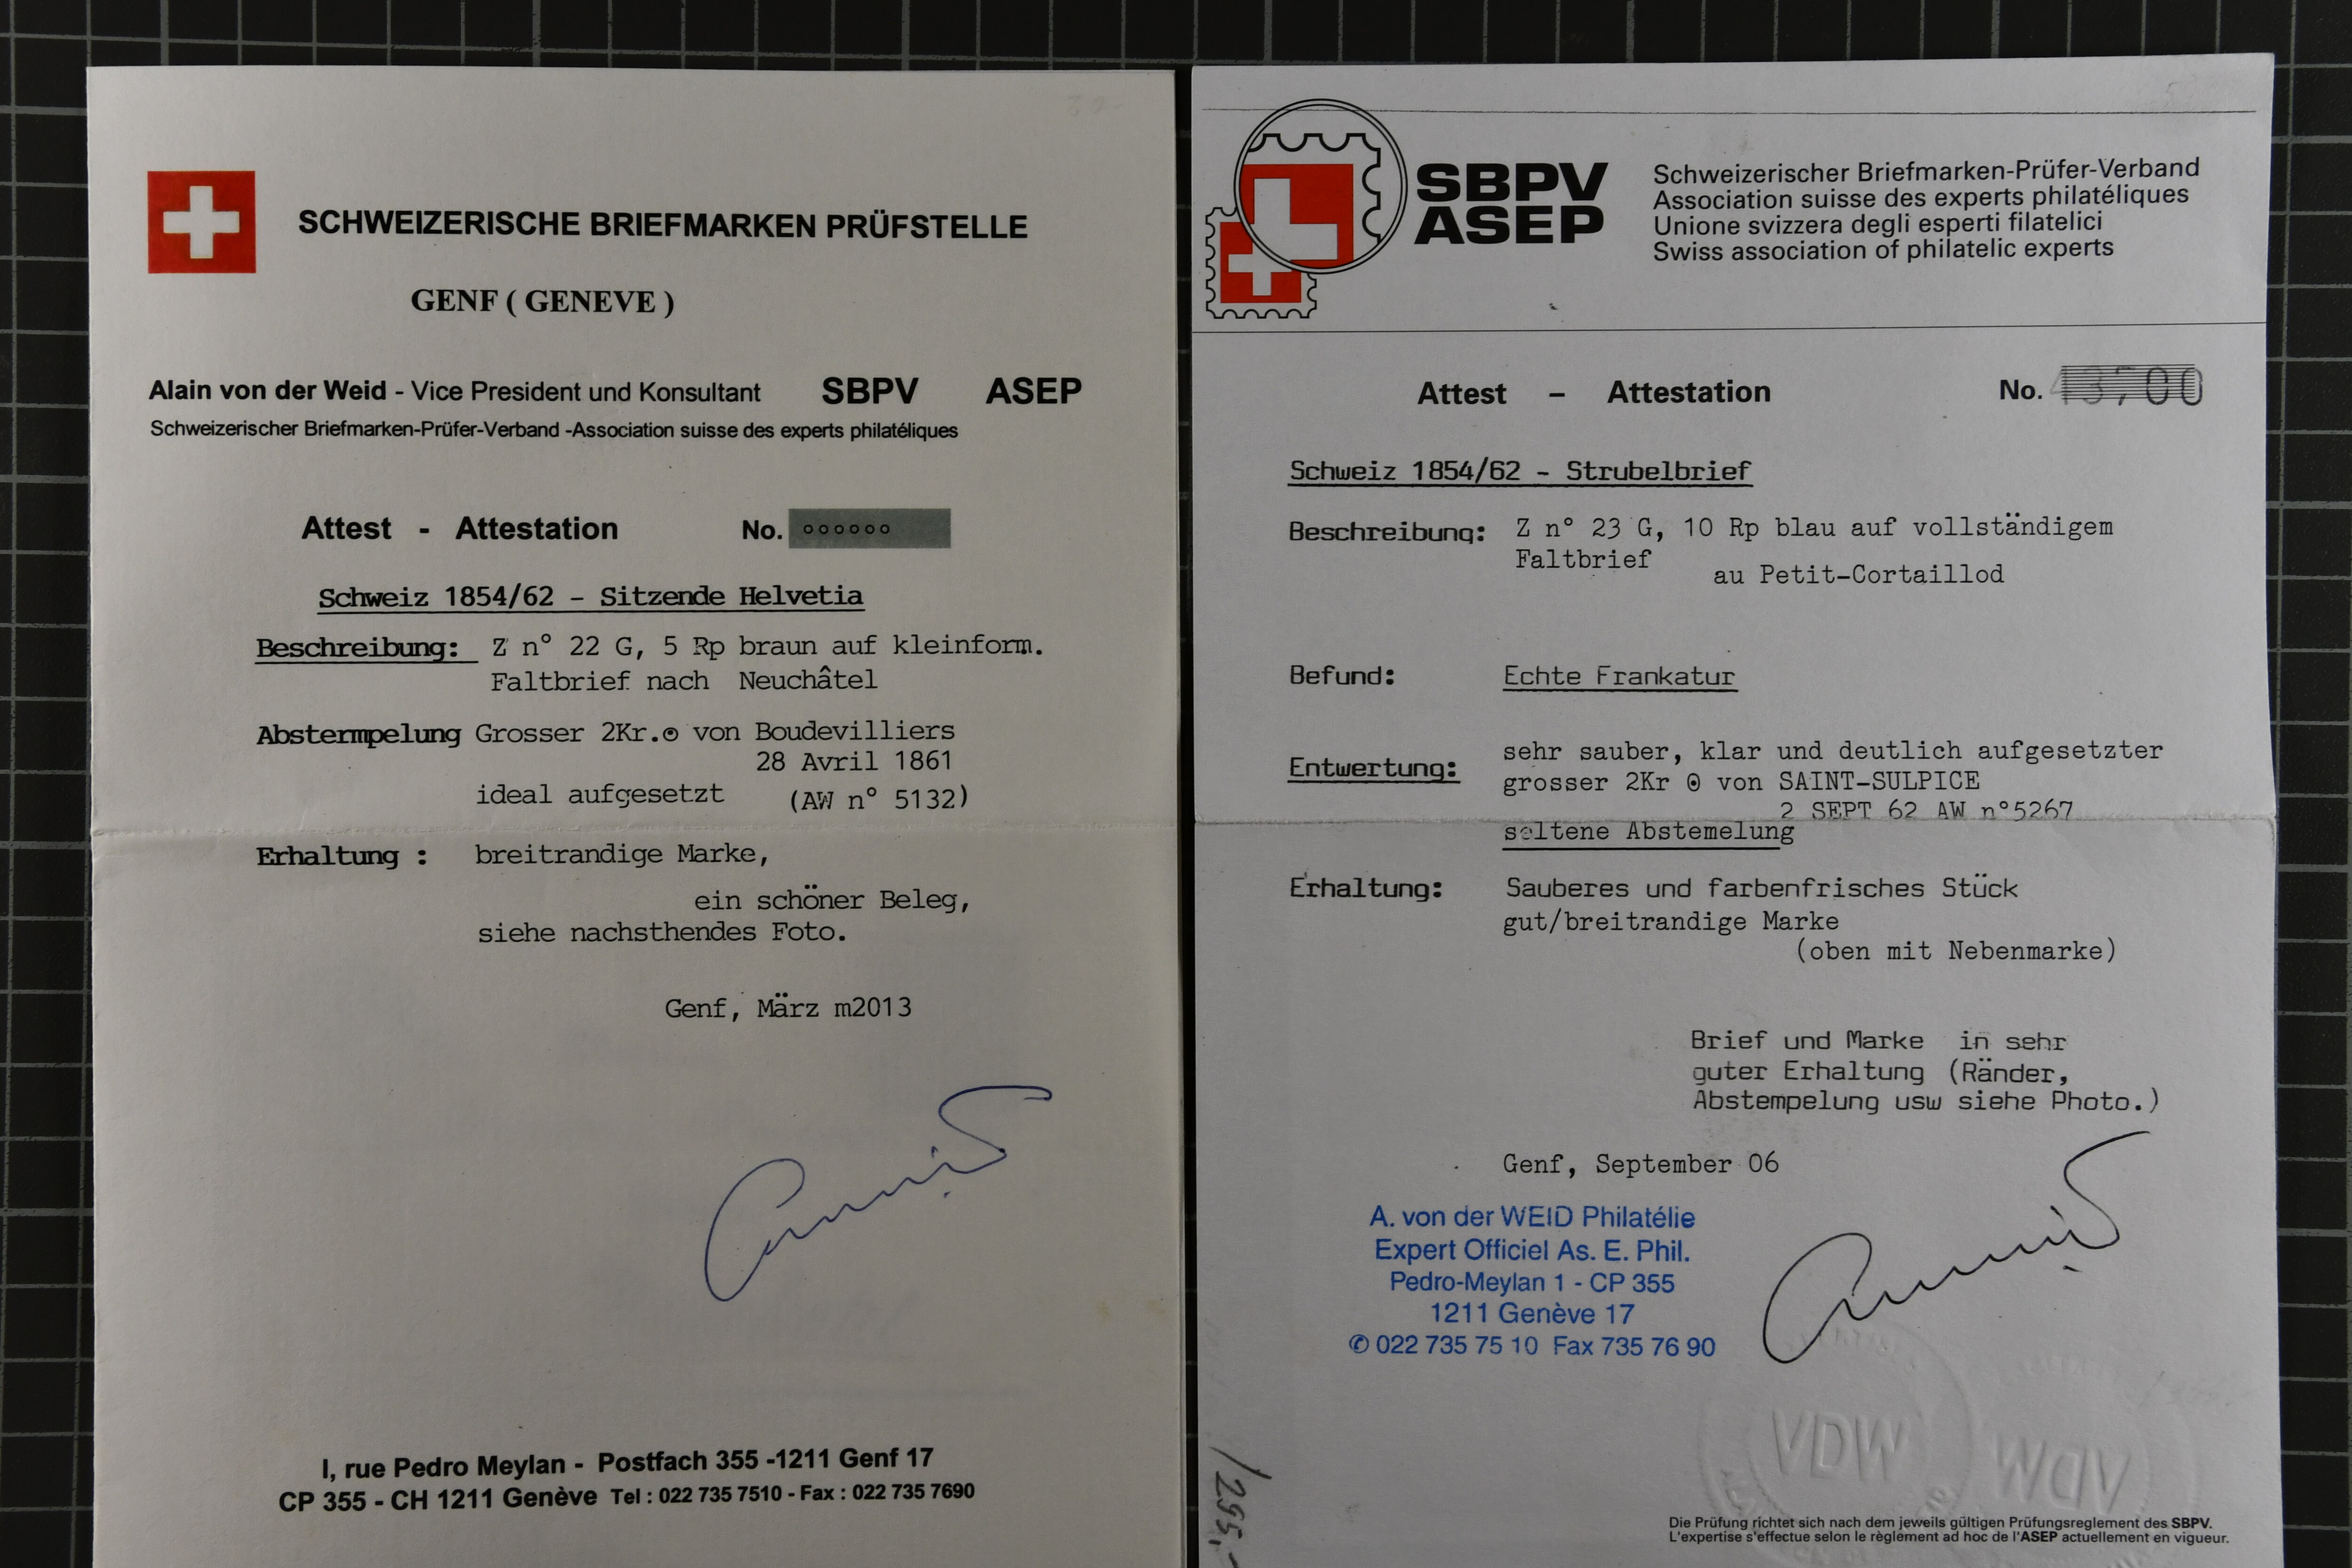 SCHWEIZERISCHE BRIEFMARKEN PRÜFSTELLE
GENF ( GENEVE )
Alain von der Weid - Vice President und Konsultant SBPV ASEP
Schweizerischer Briefmarken-Prüfer-Verband -Association suisse des experts philatéliques
Attest - Attestation No. oooooo
Schweiz 1854/62 - Sitzende Helvetia
Beschreibung: Z n° 22 G, 5 Rp braun auf kleinform.
Faltbrief nach Neuchâtel
Abstermpelung Grosser 2Kr.⊙ von Boudevilliers
28 Avril 1861
ideal aufgesetzt (AW n° 5132)
Erhaltung : breitrandige Marke,
ein schöner Beleg,
siehe nachsthendes Foto.
Genf, März m2013
I, rue Pedro Meylan - Postfach 355 -1211 Genf 17
CP 355 - CH 1211 Genève Tel : 022 735 7510 - Fax : 022 735 7690
SBPV
ASEP
Schweizerischer Briefmarken-Prüfer-Verband
Association suisse des experts philatéliques
Unione svizzera degli esperti filatelici
Swiss association of philatelic experts
Attest – Attestation No.
Schweiz 1854/62 - Strubelbrief
Beschreibung: Z n° 23 G, 10 Rp blau auf vollständigem
Faltbrief
au Petit-Cortaillod
Befund: Echte Frankatur
Entwertung: sehr sauber, klar und deutlich aufgesetzter
grosser 2Kr ⊙ von SAINT-SULPICE
2 SEPT 62 AW n°5267
seltene Abstemelung
Erhaltung: Sauberes und farbenfrisches Stück
gut/breitrandige Marke
(oben mit Nebenmarke)
Brief und Marke in sehr
guter Erhaltung (Ränder,
Abstempelung usw siehe Photo.)
Genf, September 06
A. von der WEID Philatélie
Expert Officiel As. E. Phil.
Pedro-Meylan 1 - CP 355
1211 Genève 17
✆ 022 735 75 10 Fax 735 76 90
VDW
VDW
/295,-
Die Prüfung richtet sich nach dem jeweils gültigen Prüfungsreglement des SBPV.
L'expertise s'effectue selon le règlement ad hoc de l'ASEP actuellement en vigueur.